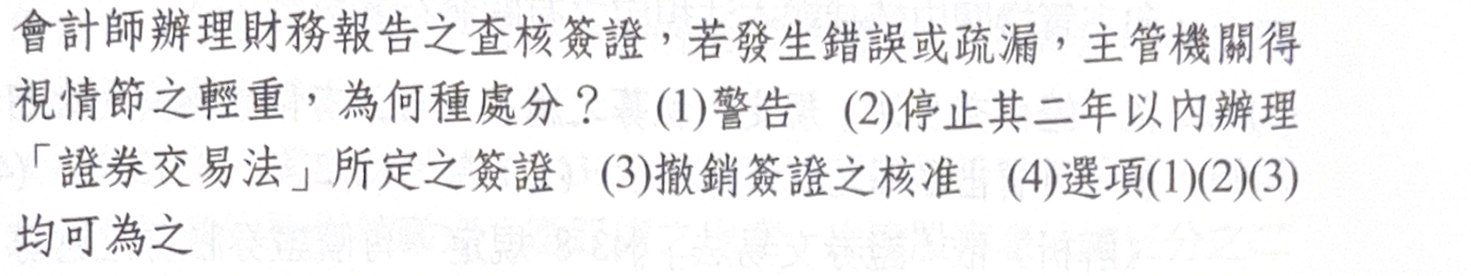 會計師辦理財務報告之查核簽證，若發生錯誤或疏漏，主管機關得
視情節之輕重，為何種處分？ (1)警告 (2)停止其二年以內辦理
「證券交易法」所定之簽證 (3)撤銷簽證之核准 (4)選項(1)(2)(3)
均可為之